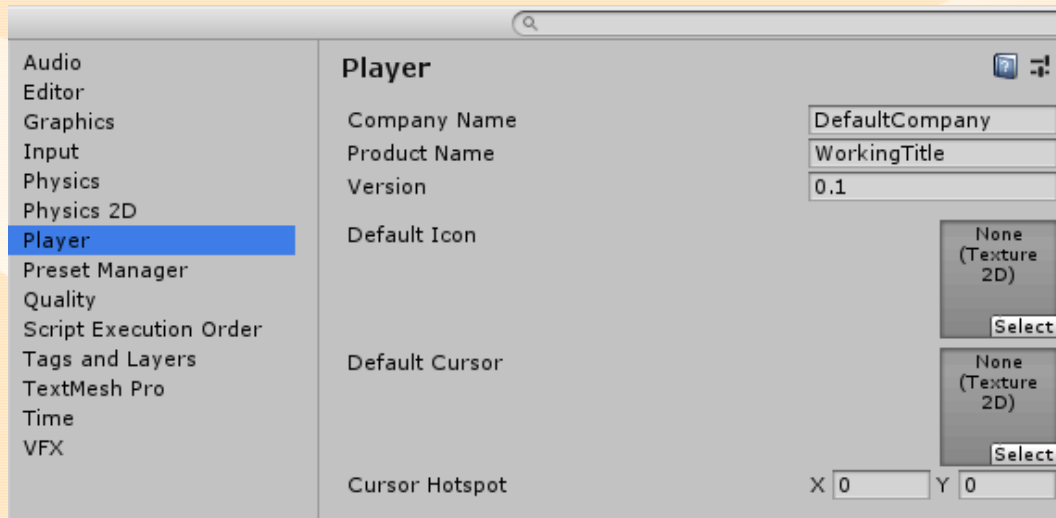 Audio
Editor
Graphics
Input
Physics
Physics 2D
Player
Preset Manager
Quality
Script Execution Order
Tags and Layers
TextMesh Pro
Time
VFX
Player
Company Name DefaultCompany
Product Name WorkingTitle
Version 0.1
Default Icon
None
(Texture
2D)
Select
Default Cursor
None
(Texture
2D)
Select
Cursor Hotspot X 0 Y 0